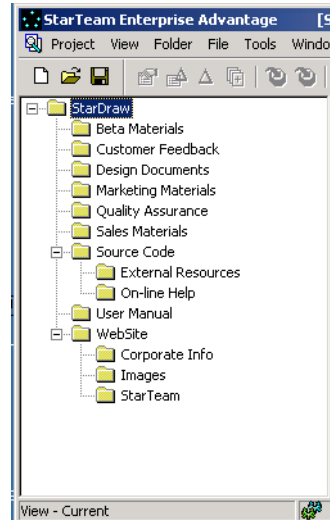 StarTeam Enterprise Advantage [S
Project View Folder File Tools Windo
StarDraw
Beta Materials
Customer Feedback
Design Documents
Marketing Materials
Quality Assurance
Sales Materials
Source Code
External Resources
On-line Help
User Manual
WebSite
Corporate Info
Images
StarTeam
View - Current